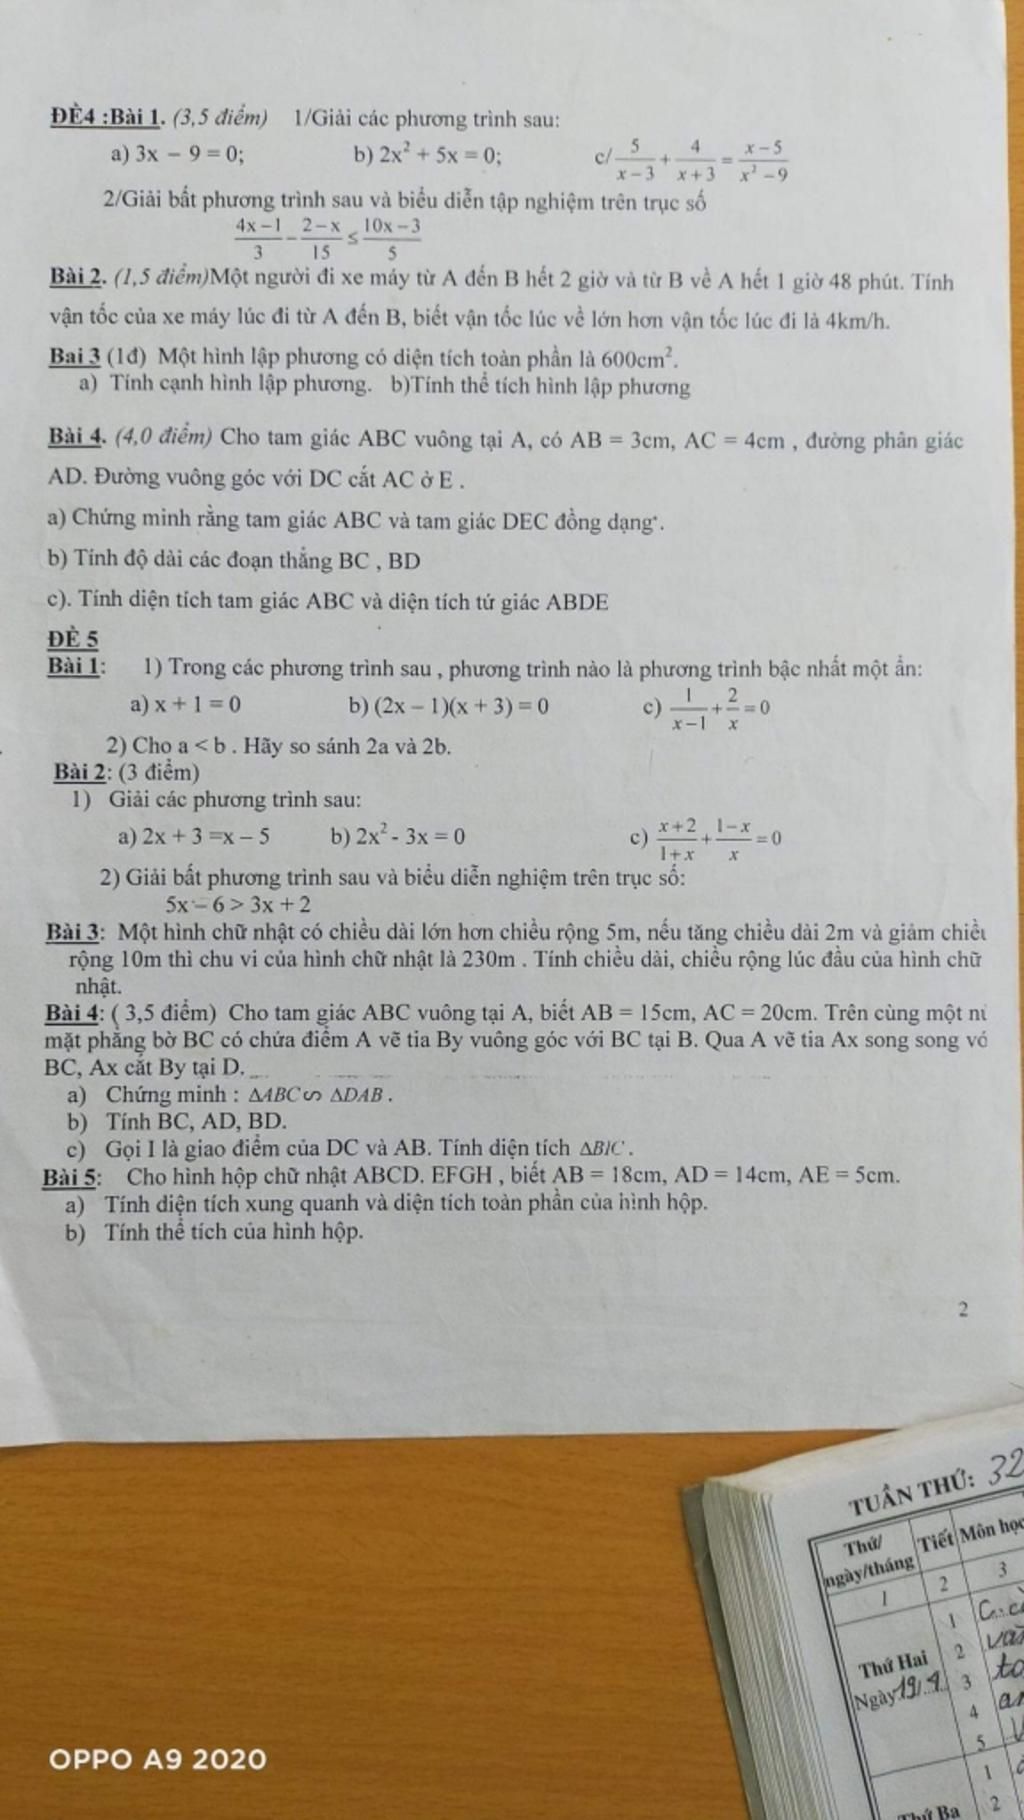 ĐỀ4 :Bài 1. (3,5 điểm) 1/Giải các phương trình sau:
a) 3x – 9 = 0; b) 2x² + 5x = 0; c/ 5/(x – 3) + 4/(x + 3) = (x – 5)/(x² – 9)
2/Giải bất phương trình sau và biểu diễn tập nghiệm trên trục số
(4x – 1)/3 – (2 – x)/15 ≤ (10x – 3)/5
Bài 2. (1,5 điểm)Một người đi xe máy từ A đến B hết 2 giờ và từ B về A hết 1 giờ 48 phút. Tính
vận tốc của xe máy lúc đi từ A đến B, biết vận tốc lúc về lớn hơn vận tốc lúc đi là 4km/h.
Bai 3 (1đ) Một hình lập phương có diện tích toàn phần là 600cm².
a) Tính cạnh hình lập phương. b)Tính thể tích hình lập phương
Bài 4. (4,0 điểm) Cho tam giác ABC vuông tại A, có AB = 3cm, AC = 4cm , đường phân giác
AD. Đường vuông góc với DC cắt AC ở E .
a) Chứng minh rằng tam giác ABC và tam giác DEC đồng dạng.
b) Tính độ dài các đoạn thẳng BC , BD
c). Tính diện tích tam giác ABC và diện tích tứ giác ABDE
ĐỀ 5
Bài 1: 1) Trong các phương trình sau , phương trình nào là phương trình bậc nhất một ẩn:
a) x + 1 = 0 b) (2x – 1)(x + 3) = 0 c) 1/(x – 1) + 2/x = 0
2) Cho a < b . Hãy so sánh 2a và 2b.
Bài 2: (3 điểm)
1) Giải các phương trình sau:
a) 2x + 3 =x – 5 b) 2x² - 3x = 0 c) (x + 2)/(1 + x) + (1 – x)/x = 0
2) Giải bất phương trình sau và biểu diễn nghiệm trên trục số:
5x – 6 > 3x + 2
Bài 3: Một hình chữ nhật có chiều dài lớn hơn chiều rộng 5m, nếu tăng chiều dài 2m và giảm chiều
rộng 10m thì chu vi của hình chữ nhật là 230m . Tính chiều dài, chiều rộng lúc đầu của hình chữ
nhật.
Bài 4: ( 3,5 điểm) Cho tam giác ABC vuông tại A, biết AB = 15cm, AC = 20cm. Trên cùng một
mặt phẳng bờ BC có chứa điểm A vẽ tia By vuông góc với BC tại B. Qua A vẽ tia Ax song song
BC, Ax cắt By tại D.
a) Chứng minh : ΔABC ∽ ΔDAB .
b) Tính BC, AD, BD.
c) Gọi I là giao điểm của DC và AB. Tính diện tích ΔBIC .
Bài 5: Cho hình hộp chữ nhật ABCD. EFGH , biết AB = 18cm, AD = 14cm, AE = 5cm.
a) Tính diện tích xung quanh và diện tích toàn phần của hình hộp.
b) Tính thể tích của hình hộp.
2
TUẦN THỨ: 32
Thứ/ngày/tháng Tiết Môn học
1 2 3
Thứ Hai
Ngày 19/4
1
2
3
4
5
Thứ Ba
1
2
OPPO A9 2020